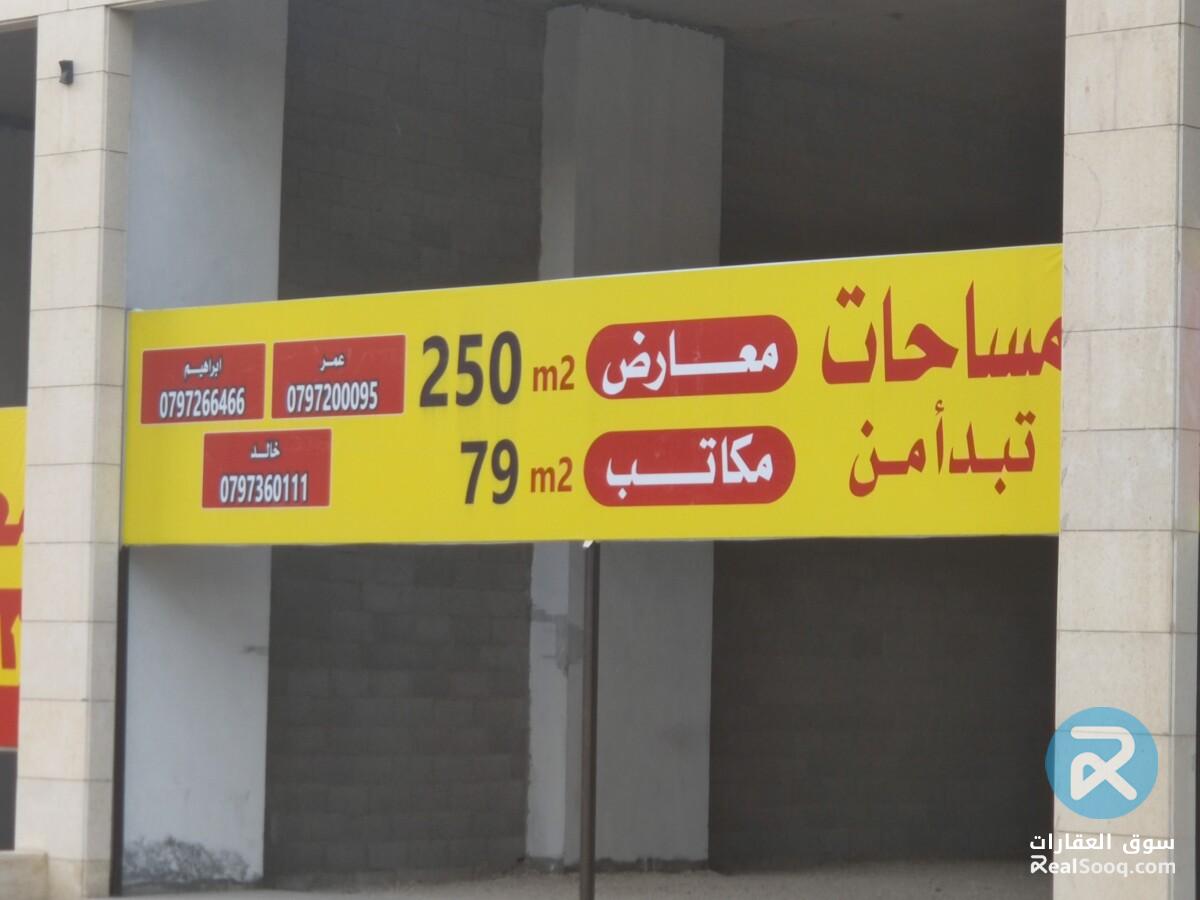 مساحات
تبدأ من
معارض 250 m2
مكاتب 79 m2
عمر
0797200095
ابراهيم
0797266466
خالد
0797360111
سوق العقارات
RealSooq.com